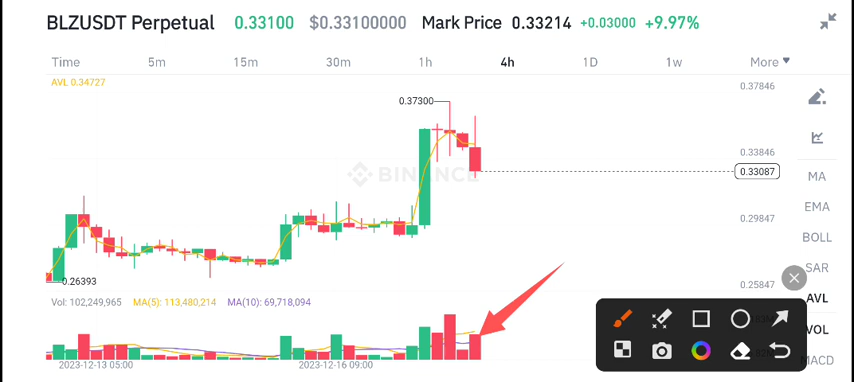 BLZUSDT Perpetual 0.33100 $0.33100000 Mark Price 0.33214 +0.03000 +9.97%
Time 5m 15m 30m 1h 4h 1D 1w More
AVL 0.34727
0.37846
0.37300
0.33846
BINANCE
0.33087
MA
EMA
0.29847
BOLL
SAR
0.26393
0.25847
Vol: 102,249,965 MA(5): 113,480,214 MA(10): 69,718,094
AVL
VOL
MACD
2023-12-13 05:00 2023-12-16 09:00